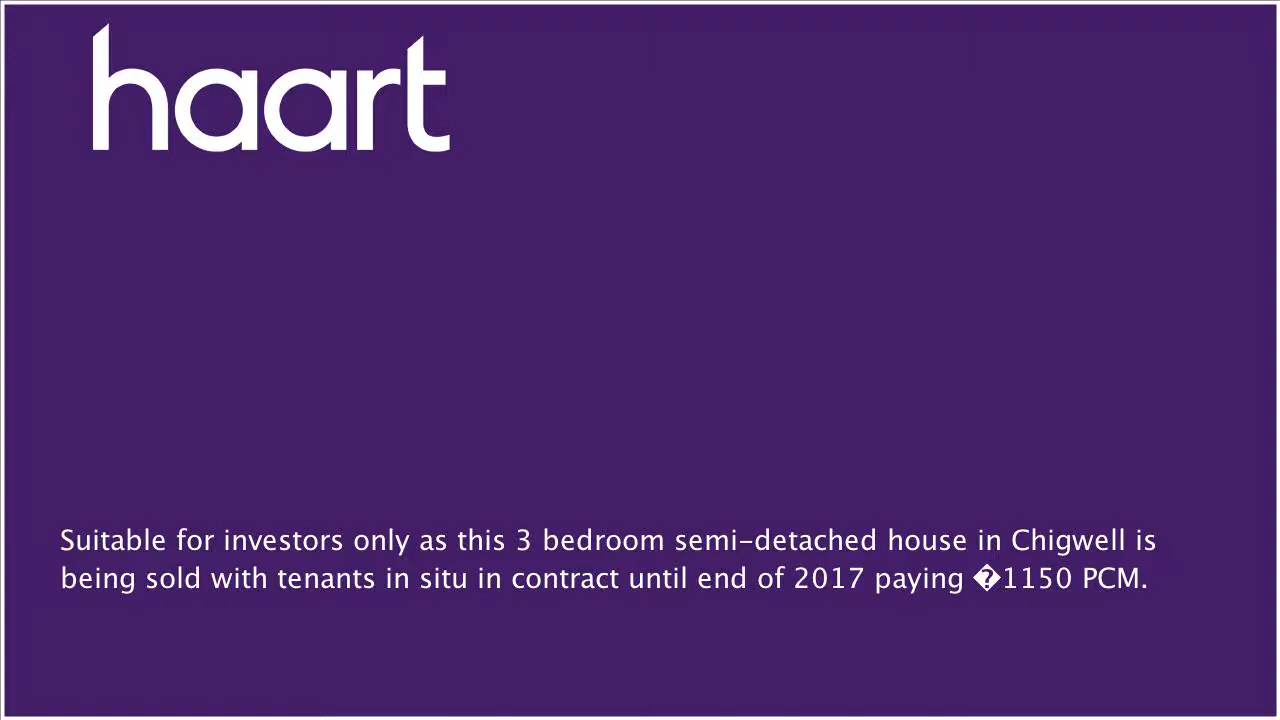 haart
Suitable for investors only as this 3 bedroom semi-detached house in Chigwell is
being sold with tenants in situ in contract until end of 2017 paying �1150 PCM.